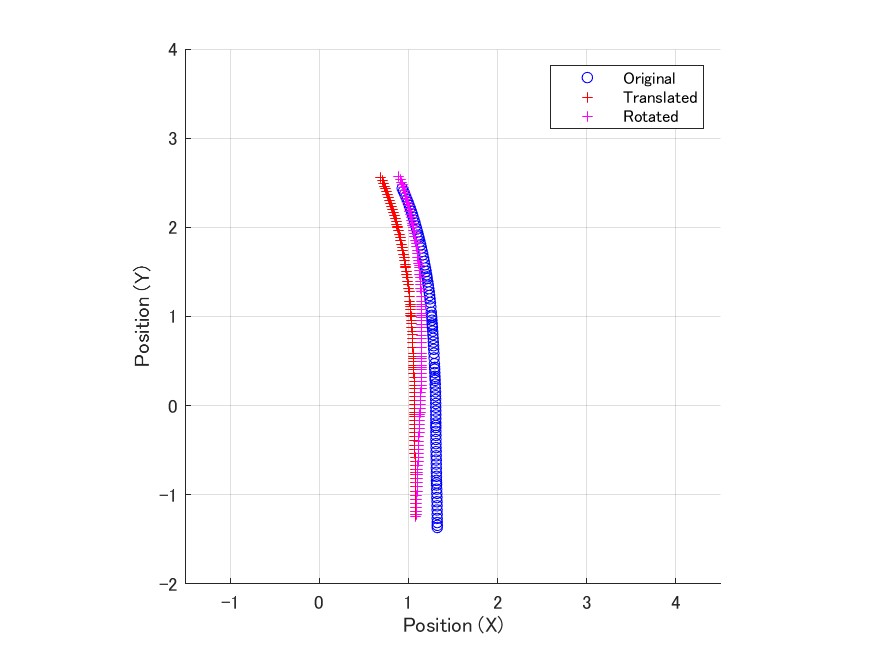 4
3
2
1
0
-1
-2
-1
0
1
2
3
4
Position (X)
Position (Y)
Original
Translated
Rotated